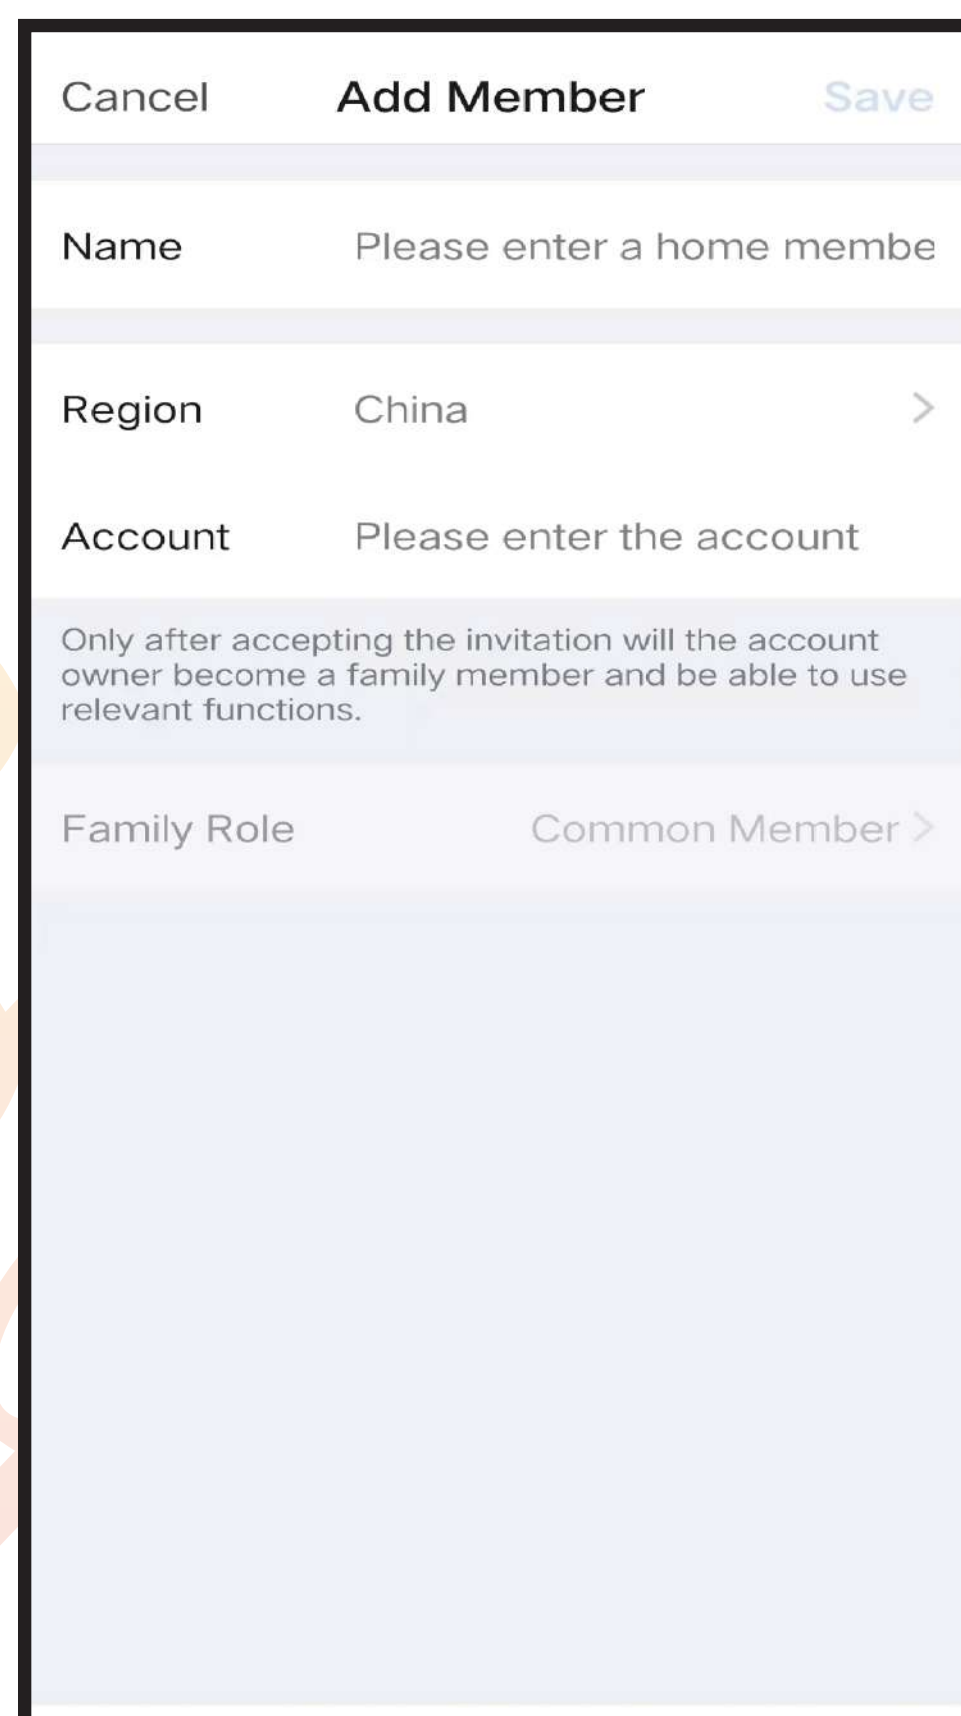 Cancel Add Member Save
Name Please enter a home membe
Region China >
Account Please enter the account
Only after accepting the invitation will the account
owner become a family member and be able to use
relevant functions.
Family Role Common Member >